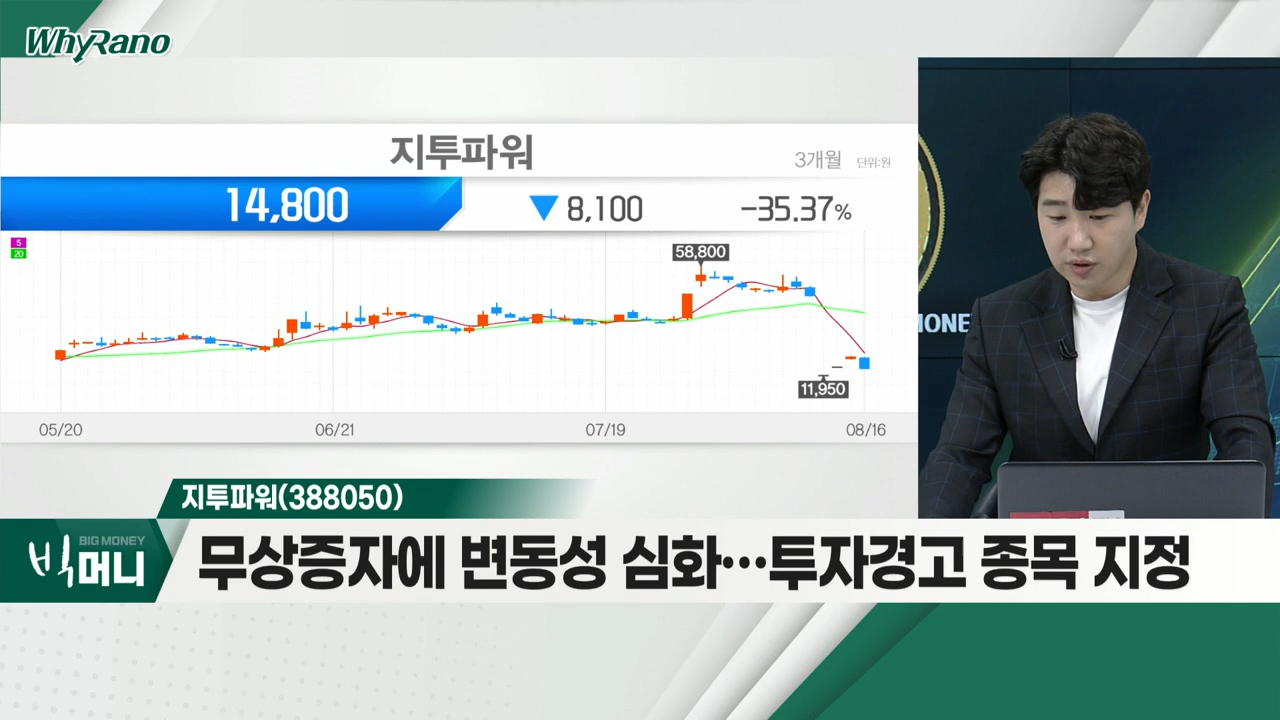 WhyRano
지투파워
3개월 단위:원
14,800 ▼ 8,100 -35.37%
5
20
58,800
11,950
05/20 06/21 07/19 08/16
IONE
지투파워(388050)
BIG MONEY
빅머니
무상증자에 변동성 심화…투자경고 종목 지정